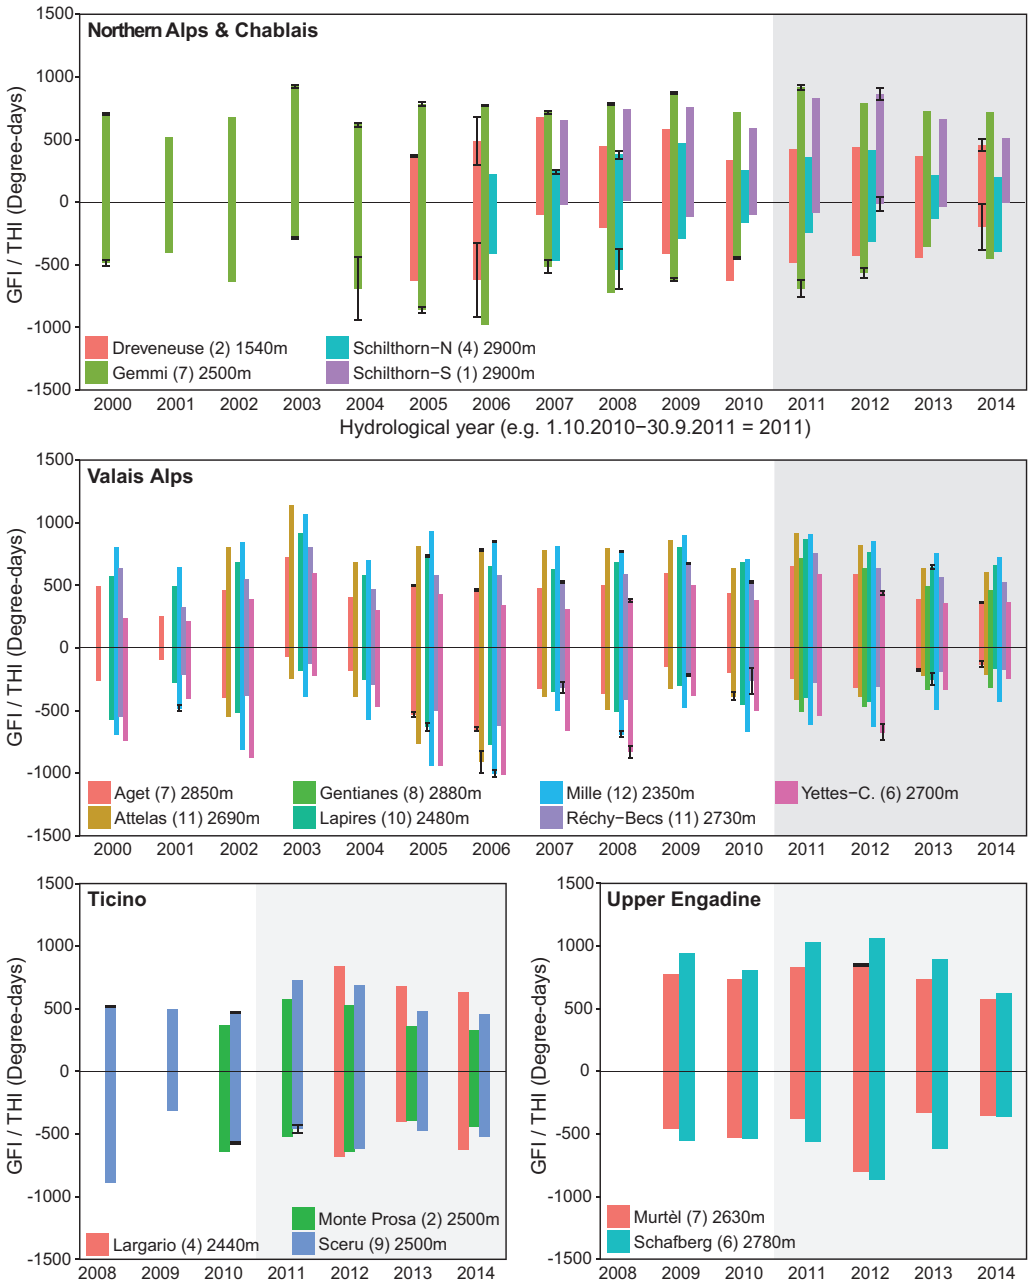 Northern Alps & Chablais
GFI / THI (Degree-days)
1500
1000
500
0
-500
-1000
-1500
Dreveneuse (2) 1540m
Gemmi (7) 2500m
Schilthorn−N (4) 2900m
Schilthorn−S (1) 2900m
2000 2001 2002 2003 2004 2005 2006 2007 2008 2009 2010 2011 2012 2013 2014
Hydrological year (e.g. 1.10.2010−30.9.2011 = 2011)
Valais Alps
GFI / THI (Degree-days)
1500
1000
500
0
-500
-1000
-1500
Aget (7) 2850m
Attelas (11) 2690m
Gentianes (8) 2880m
Lapires (10) 2480m
Mille (12) 2350m
Réchy−Becs (11) 2730m
Yettes−C. (6) 2700m
2000 2001 2002 2003 2004 2005 2006 2007 2008 2009 2010 2011 2012 2013 2014
Ticino
GFI / THI (Degree-days)
1500
1000
500
0
-500
-1000
-1500
Largario (4) 2440m
Monte Prosa (2) 2500m
Sceru (9) 2500m
2008 2009 2010 2011 2012 2013 2014
Upper Engadine
GFI / THI (Degree-days)
1500
1000
500
0
-500
-1000
-1500
Murtèl (7) 2630m
Schafberg (6) 2780m
2008 2009 2010 2011 2012 2013 2014